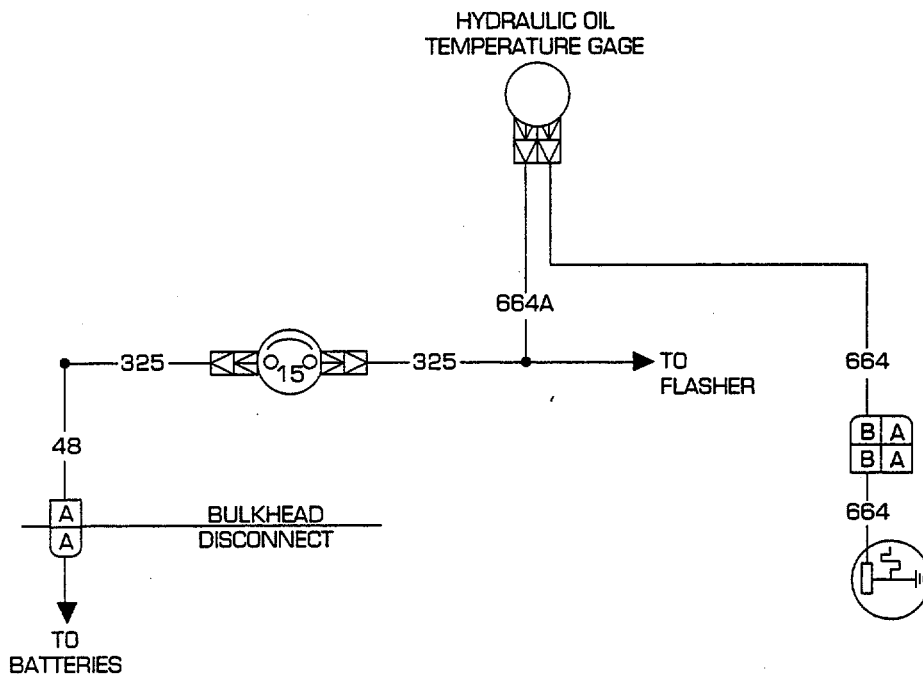 HYDRAULIC OIL
TEMPERATURE GAGE
664A
325
15
325
TO
FLASHER
664
48
B A
B A
A
BULKHEAD
A
DISCONNECT
664
TO
BATTERIES